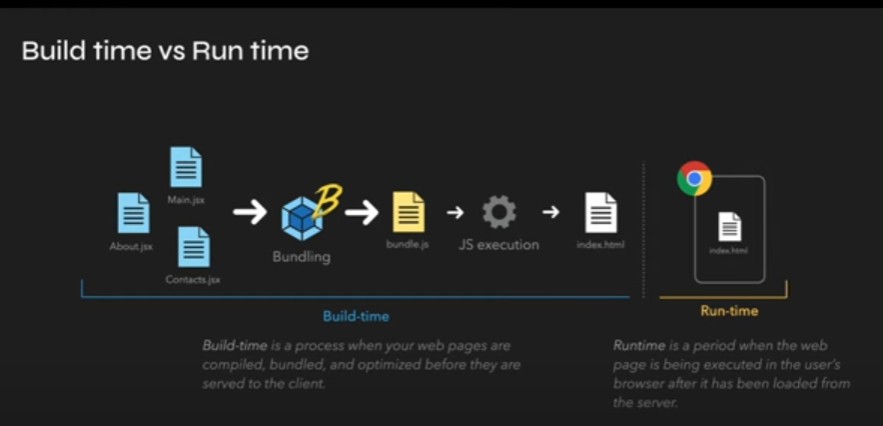 Build time vs Run time
Main.jsx
About.jsx
Contacts.jsx
B
Bundling
bundle.js
JS execution
index.html
index.html
Build-time
Run-time
Build-time is a process when your web pages are
compiled, bundled, and optimized before they are
served to the client.
Runtime is a period when the web
page is being executed in the user's
browser after it has been loaded from
the server.